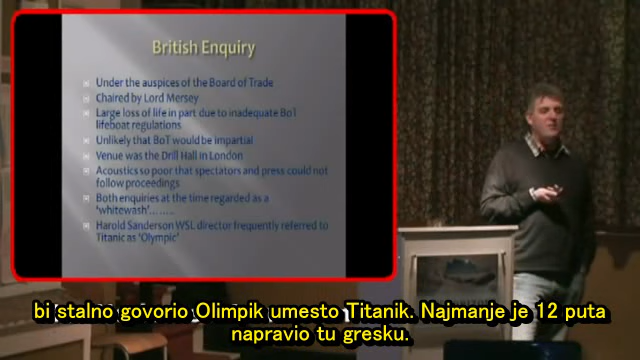 British Enquiry
Under the auspices of the Board of Trade
Chaired by Lord Mersey
Large loss of life in part due to inadequate BoT
lifeboat regulations
Unlikely that BoT would be impartial
Venue was the Drill Hall in London
Acoustics so poor that spectators and press could not
follow proceedings
Both enquiries at the time regarded as a
'whitewash'........
Harold Sanderson WSL director frequently referred to
Titanic as 'Olympic'
bi stalno govorio Olimpik umesto Titanik. Najmanje je 12 puta
napravio tu gresku.